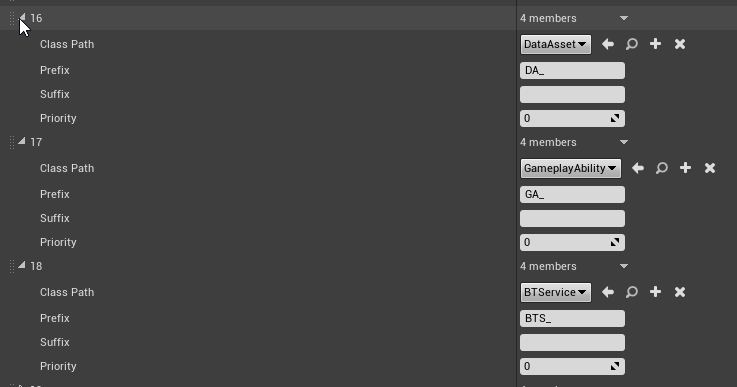 16 4 members
Class Path DataAsset
Prefix DA_
Suffix
Priority 0
17 4 members
Class Path GameplayAbility
Prefix GA_
Suffix
Priority 0
18 4 members
Class Path BTService
Prefix BTS_
Suffix
Priority 0